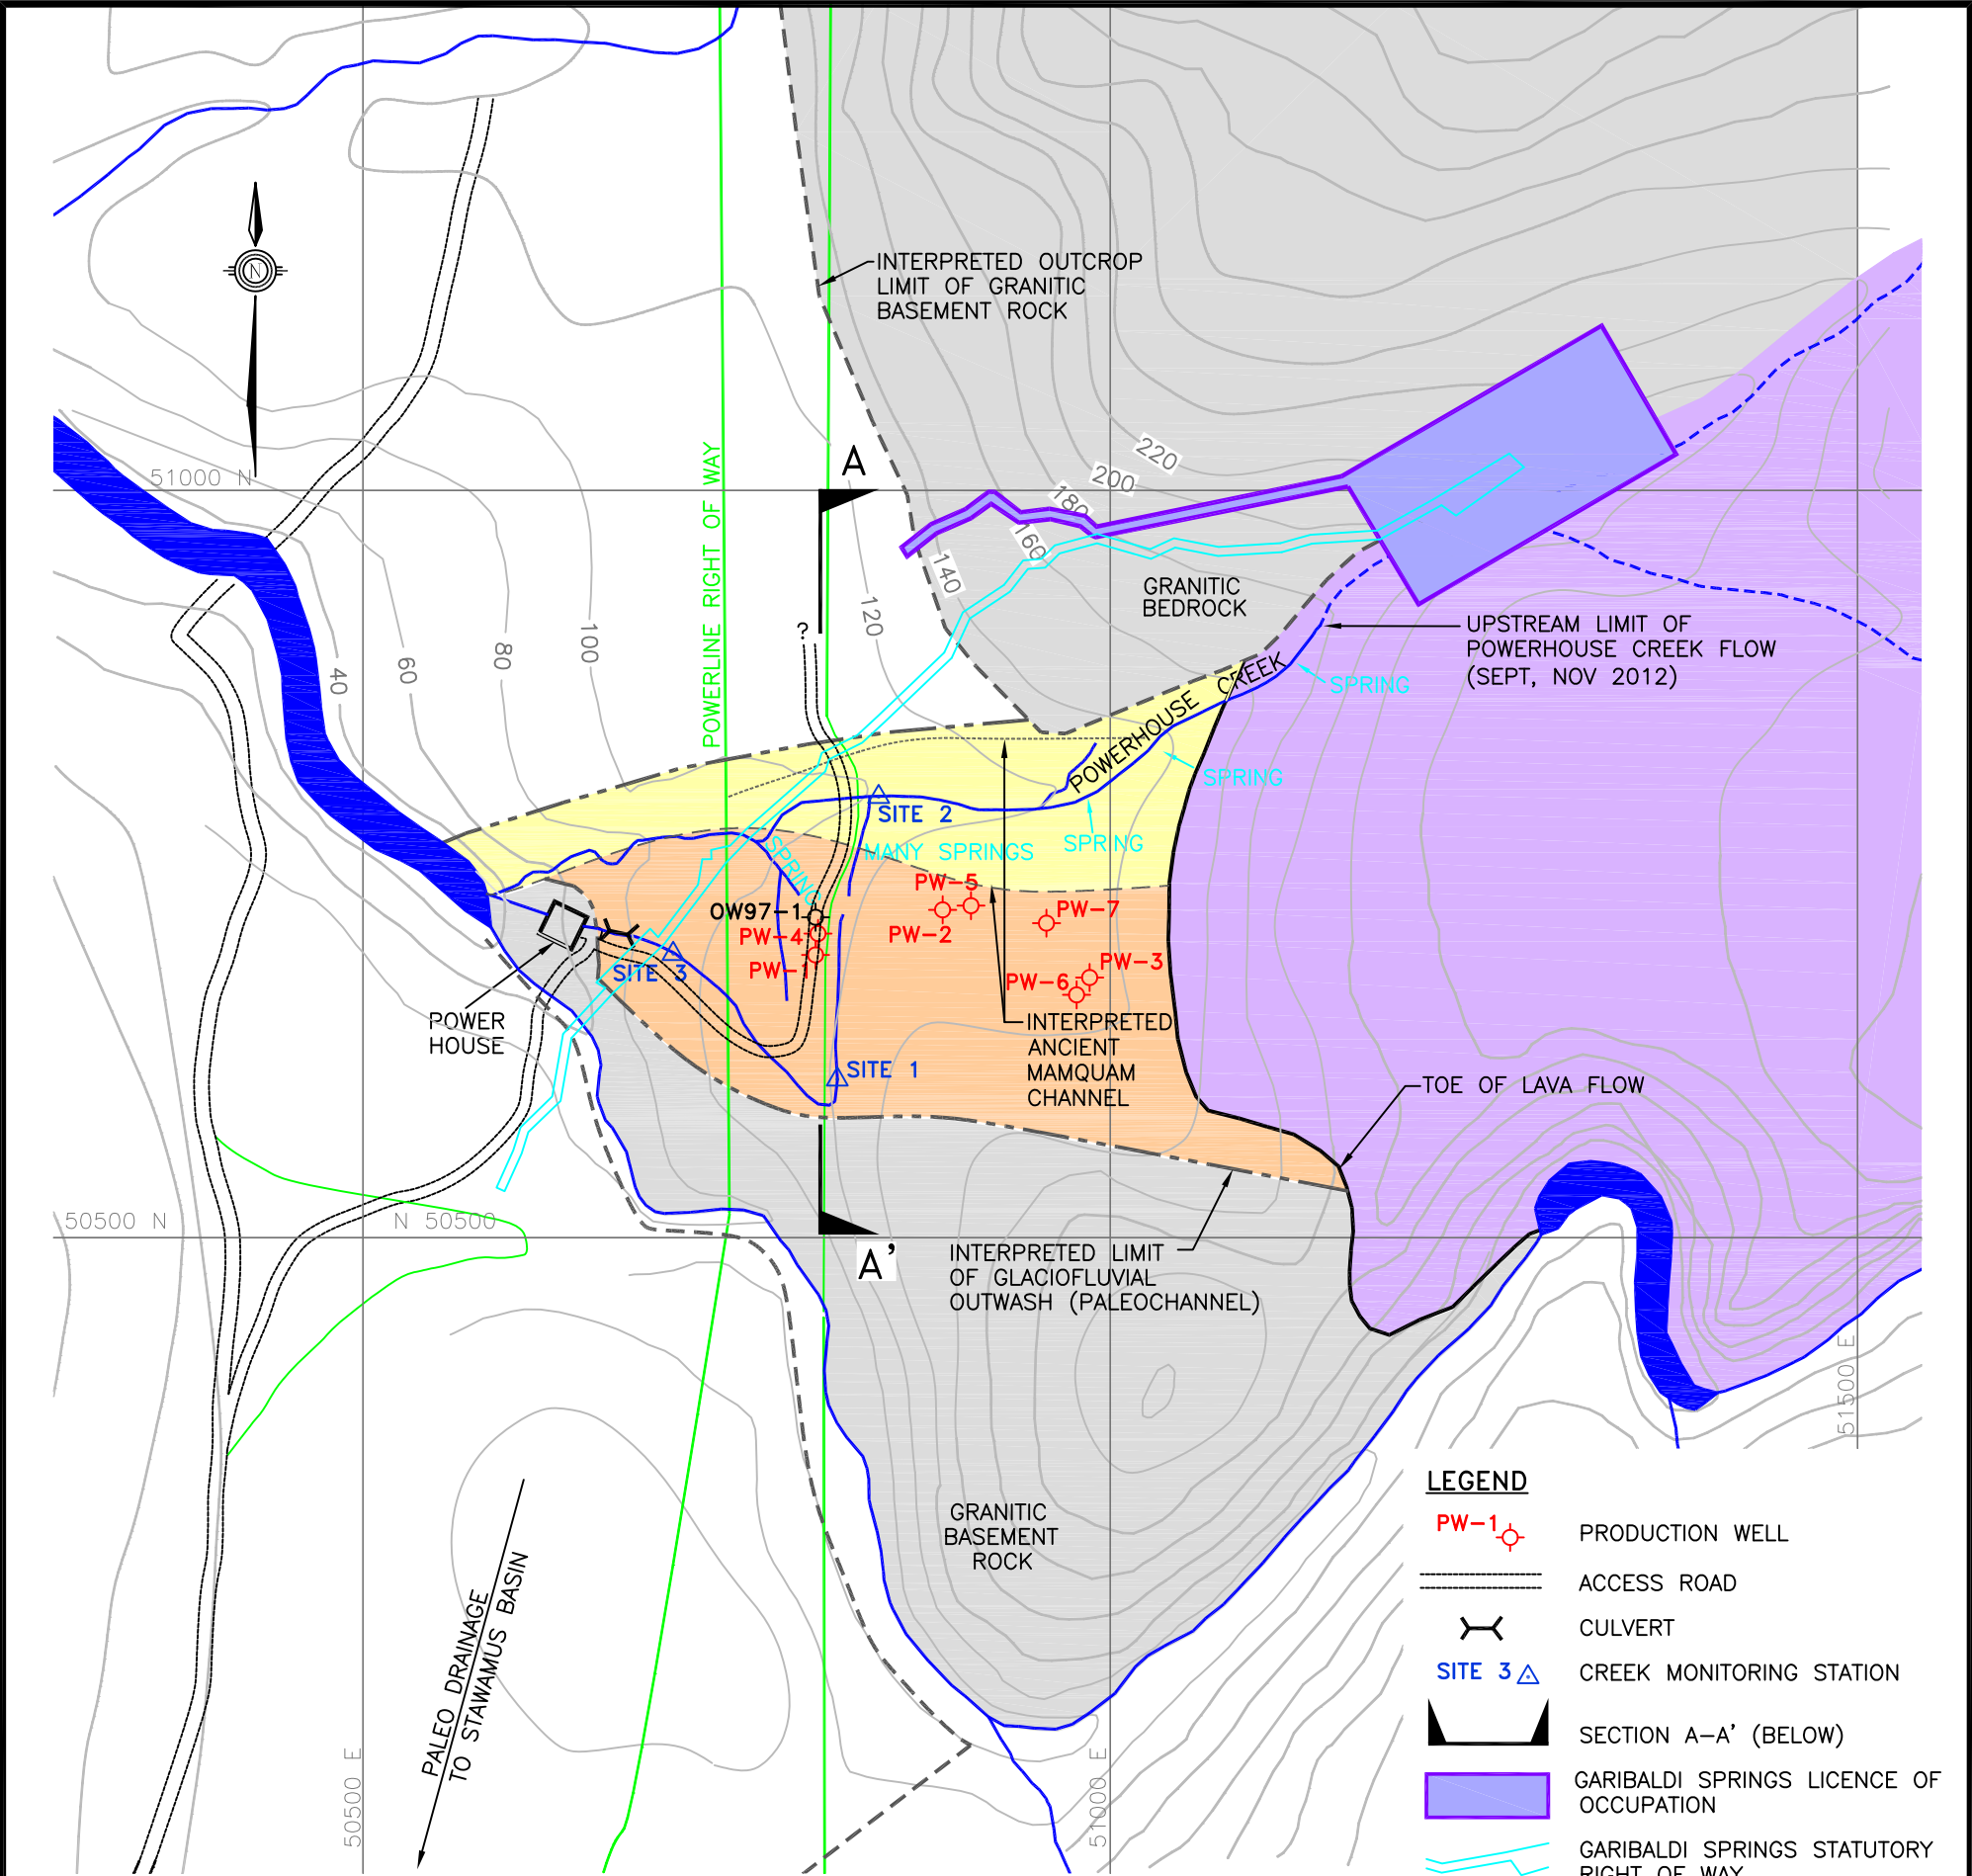 INTERPRETED OUTCROP
LIMIT OF GRANITIC
BASEMENT ROCK
N
POWERLINE RIGHT OF WAY
A
51000 N
220
200
180
160
140
120
100
80
60
40
?
GRANITIC
BEDROCK
UPSTREAM LIMIT OF
POWERHOUSE CREEK FLOW
(SEPT, NOV 2012)
POWERHOUSE CREEK
SPRING
SPRING
SPRING
SITE 2
MANY SPRINGS
SPRING
PW-5
OW97-1
PW-7
PW-4
PW-2
PW-1
PW-3
PW-6
SITE 3
POWER
HOUSE
INTERPRETED
ANCIENT
MAMQUAM
CHANNEL
SITE 1
TOE OF LAVA FLOW
50500 N
N 50500
A'
INTERPRETED LIMIT
OF GLACIOFLUVIAL
OUTWASH (PALEOCHANNEL)
GRANITIC
BASEMENT
ROCK
PALEO DRAINAGE
TO STAWAMUS BASIN
50500 E
51000 E
51500 E
LEGEND
PW-1 PRODUCTION WELL
ACCESS ROAD
CULVERT
SITE 3 CREEK MONITORING STATION
SECTION A-A' (BELOW)
GARIBALDI SPRINGS LICENCE OF
OCCUPATION
GARIBALDI SPRINGS STATUTORY
RIGHT OF WAY